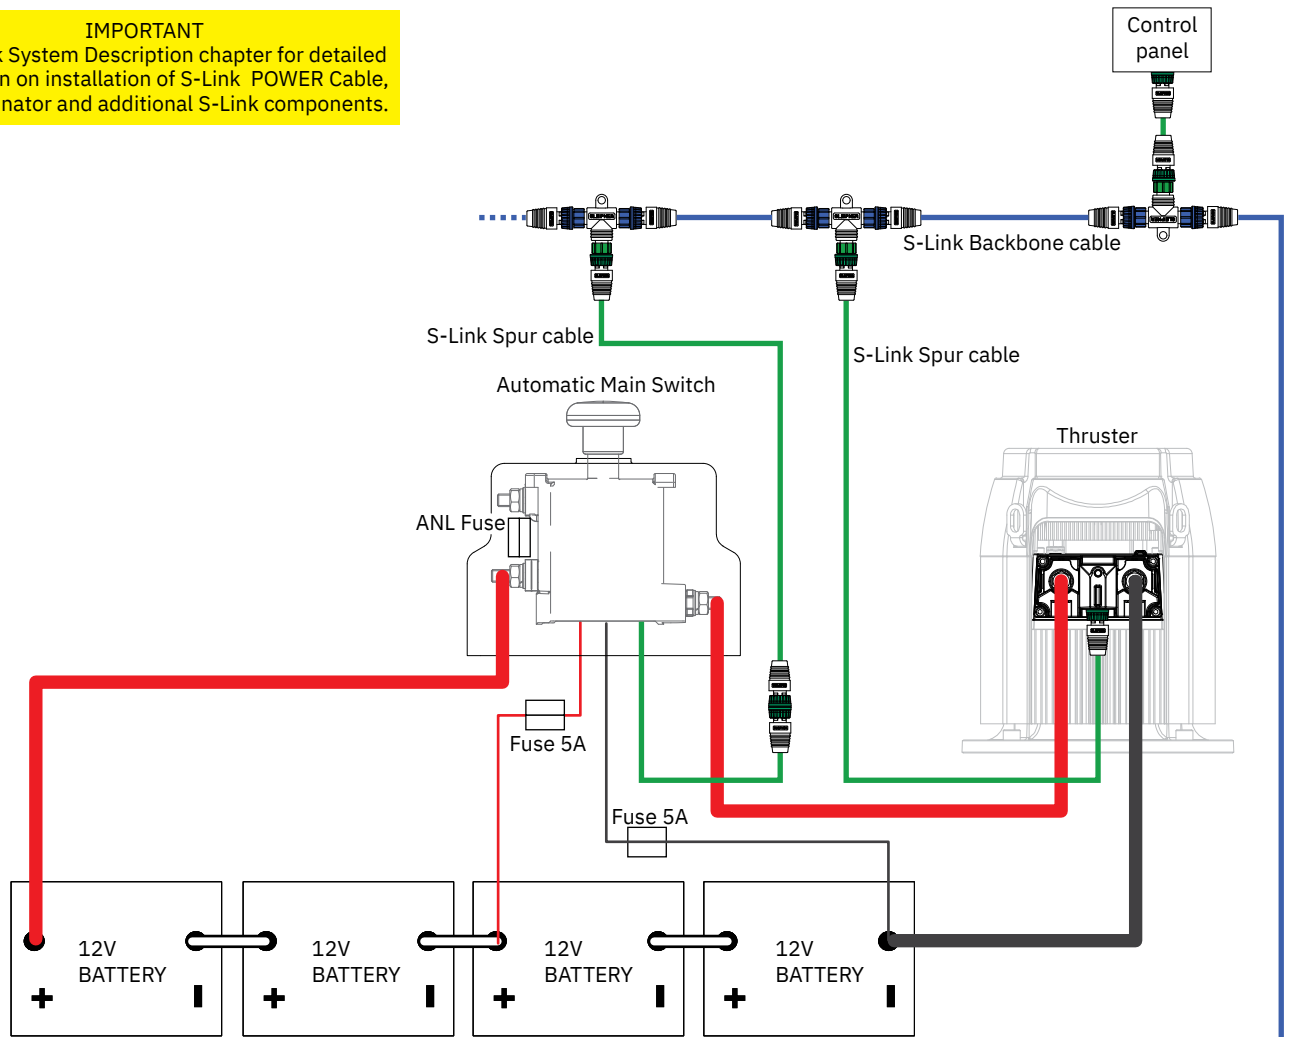 IMPORTANT
System Description chapter for detailed
on installation of S-Link POWER Cable,
and additional S-Link components.
Control
panel
SLEIPNER
SLEIPNER
S-Link Backbone cable
S-Link Spur cable
S-Link Spur cable
Automatic Main Switch
Thruster
ANL Fuse
Fuse 5A
Fuse 5A
12V
BATTERY
+ -
12V
BATTERY
+ -
12V
BATTERY
+ -
12V
BATTERY
+ -